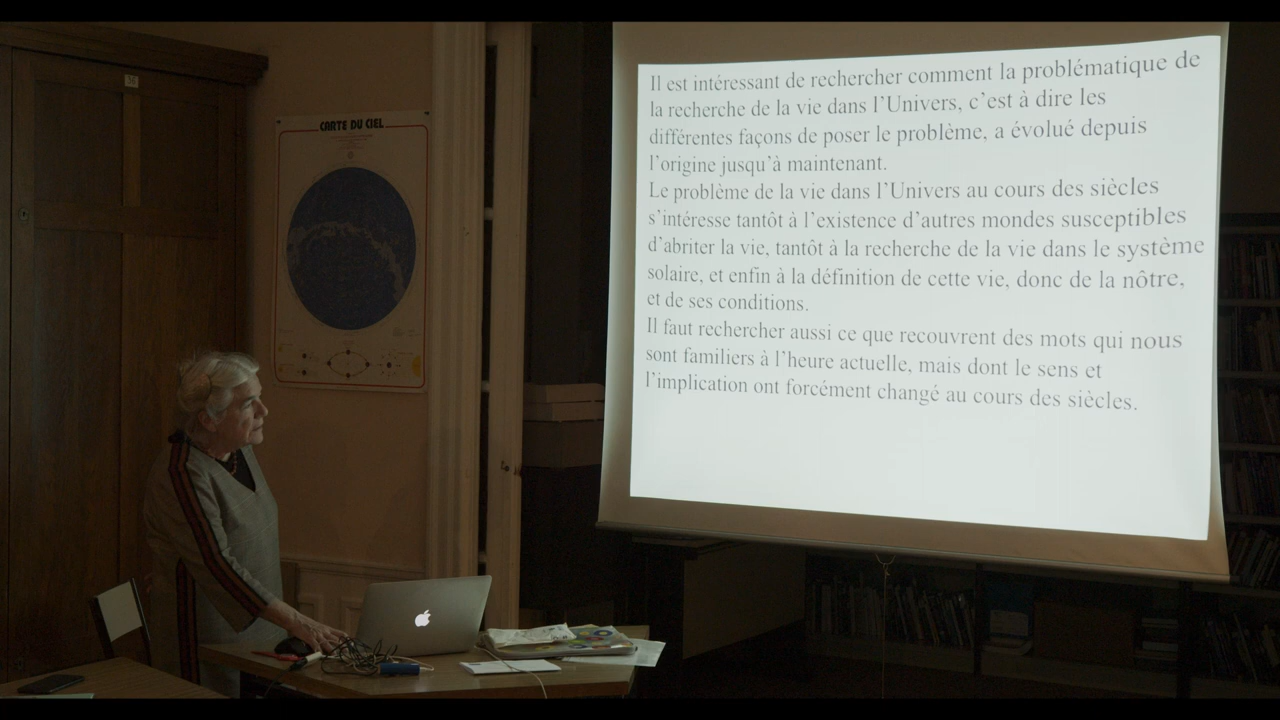 36
CARTE DU CIEL
Il est intéressant de rechercher comment la problématique de
la recherche de la vie dans l'Univers, c'est à dire les
différentes façons de poser le problème, a évolué depuis
l'origine jusqu'à maintenant.
Le problème de la vie dans l'Univers au cours des siècles
s'intéresse tantôt à l'existence d'autres mondes susceptibles
d'abriter la vie, tantôt à la recherche de la vie dans le système
solaire, et enfin à la définition de cette vie, donc de la nôtre,
et de ses conditions.
Il faut rechercher aussi ce que recouvrent des mots qui nous
sont familiers à l'heure actuelle, mais dont le sens et
l'implication ont forcément changé au cours des siècles.